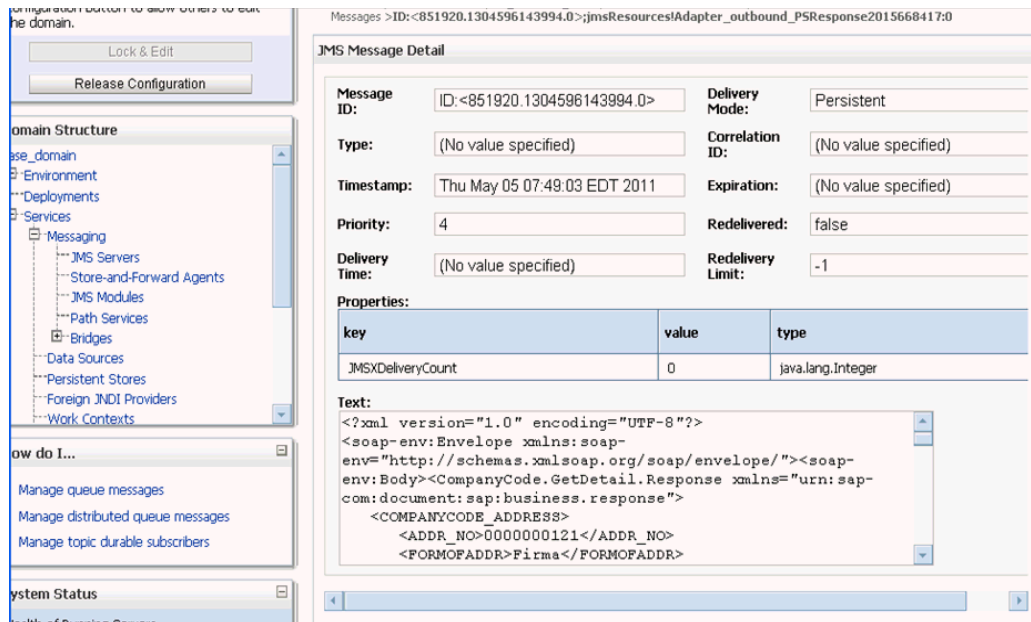 configuration button to allow others to edit
he domain.
Lock & Edit
Release Configuration
omain Structure
ase_domain
Environment
Deployments
Services
Messaging
JMS Servers
Store-and-Forward Agents
JMS Modules
Path Services
Bridges
Data Sources
Persistent Stores
Foreign JNDI Providers
Work Contexts
ow do I...
Manage queue messages
Manage distributed queue messages
Manage topic durable subscribers
ystem Status
Messages >ID:<851920.1304596143994.0>;jmsResources!Adapter_outbound_PSResponse2015668417:0
JMS Message Detail
Message ID: ID:<851920.1304596143994.0> Delivery Mode: Persistent
Type: (No value specified) Correlation ID: (No value specified)
Timestamp: Thu May 05 07:49:03 EDT 2011 Expiration: (No value specified)
Priority: 4 Redelivered: false
Delivery Time: (No value specified) Redelivery Limit: -1
Properties:
key value type
JMSXDeliveryCount 0 java.lang.Integer
Text:
<?xml version="1.0" encoding="UTF-8"?>
<soap-env:Envelope xmlns:soap-
env="http://schemas.xmlsoap.org/soap/envelope/"><soap-
env:Body><CompanyCode.GetDetail.Response xmlns="urn:sap-
com:document:sap:business.response">
<COMPANYCODE_ADDRESS>
<ADDR_NO>0000000121</ADDR_NO>
<FORMOFADDR>Firma</FORMOFADDR>